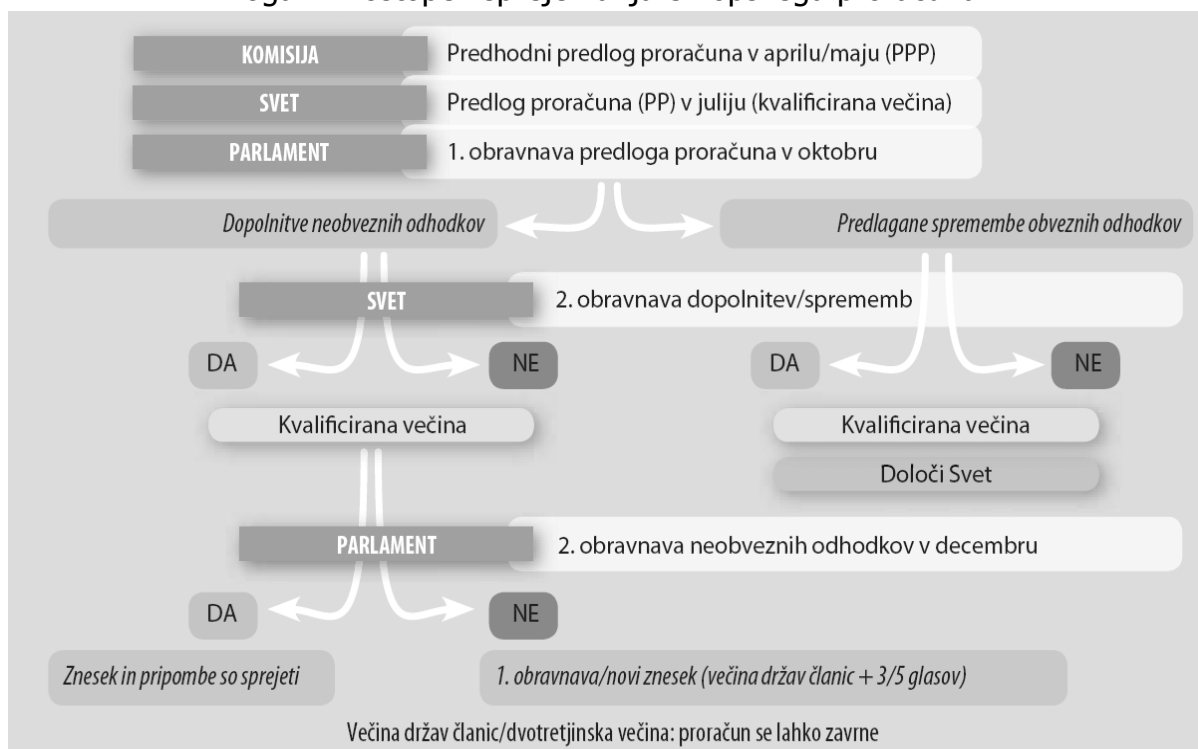 KOMISIJA Predhodni predlog proračuna v aprilu/maju (PPP)
SVET Predlog proračuna (PP) v juliju (kvalificirana večina)
PARLAMENT 1. obravnava predloga proračuna v oktobru
Dopolnitve neobveznih odhodkov Predlagane spremembe obveznih odhodkov
SVET 2. obravnava dopolnitev/sprememb
DA NE DA NE
Kvalificirana večina Kvalificirana večina
Določi Svet
PARLAMENT 2. obravnava neobveznih odhodkov v decembru
DA NE
Znesek in pripombe so sprejeti 1. obravnava/novi znesek (večina držav članic + 3/5 glasov)
Večina držav članic/dvotretjinska večina: proračun se lahko zavrne